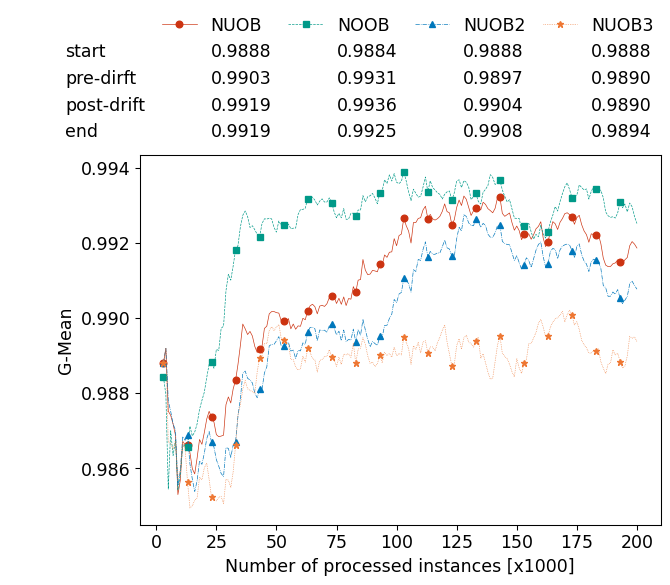 NUOB NOOB NUOB2 NUOB3
start 0.9888 0.9884 0.9888 0.9888
pre-dirft 0.9903 0.9931 0.9897 0.9890
post-drift 0.9919 0.9936 0.9904 0.9890
end 0.9919 0.9925 0.9908 0.9894
0.994
0.992
0.990
0.988
0.986
G-Mean
0 25 50 75 100 125 150 175 200
Number of processed instances [x1000]